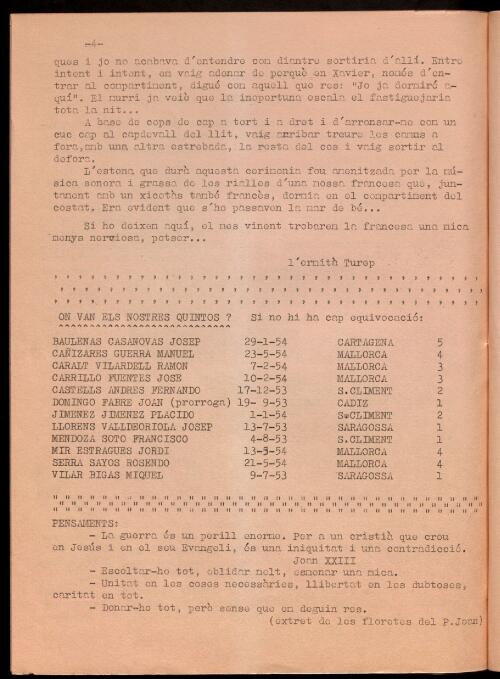 -4-
ques i jo no acabava d'entendre com diantre sortiria d'allí. Entre
intent i intent, em vaig adonar de perquè en Xavier, només d'en-
trar al compartiment, digué com aquell que res: "Jo ja dormiré a-
quí". El murri ja veié que la inoportuna escala el fastiguejaria
tota la nit...
A base de cops de cap a tort i a dret i d'arronsar-me com un
cuc cap al capdevall del llit, vaig arribar treure les cames a
fora, amb una altra estrebada, la resta del cos i vaig sortir al
defora.
L'estona que durà aquesta cerimonia fou amenitzada per la mú-
sica sonora i grassa de les rialles d'una mossa francesa que, jun-
tament amb un xicotàs també francès, dormia en el compartiment del
costat. Era evident que s'ho passaven la mar de bé...
Si ho deixem aquí, el mes vinent trobarem la francesa una mica
menys nerviosa, potser...
l'ermità Turep
ON VAN ELS NOSTRES QUINTOS ? Si no hi ha cap equivocació:
BAULENAS CASANOVAS JOSEP 29-1-54 CARTAGENA 5
CAÑIZARES GUERRA MANUEL 23-5-54 MALLORCA 4
CARALT VILARDELL RAMON 7-2-54 MALLORCA 3
CARRILLO FUENTES JOSE 10-2-54 MALLORCA 3
CASTELLS ANDRES FERNANDO 17-12-53 S.CLIMENT 2
DOMINGO FABRE JOAN (prorroga) 19- 9-53 CADIZ 1
JIMENEZ JIMENEZ PLACIDO 1-1-54 S.CLIMENT 2
LLORENS VALLDEORIOLA JOSEP 13-7-53 SARAGOSSA 1
MENDOZA SOTO FRANCISCO 4-8-53 S.CLIMENT 1
MIR ESTRAGUES JORDI 13-5-54 MALLORCA 4
SERRA SAYOS ROSENDO 21-5-54 MALLORCA 4
VILAR BIGAS MIQUEL 9-7-53 SARAGOSSA 1
PENSAMENTS:
- La guerra és un perill enorme. Per a un cristià que creu
en Jesús i en el seu Evangeli, és una iniquitat i una contradicció.
Joan XXIII
- Escoltar-ho tot, oblidar molt, esmenar una mica.
- Unitat en les coses necessàries, llibertat en les dubtoses,
caritat en tot.
- Donar-ho tot, però sense que em deguin res.
(extret de les floretes del P.Joan)